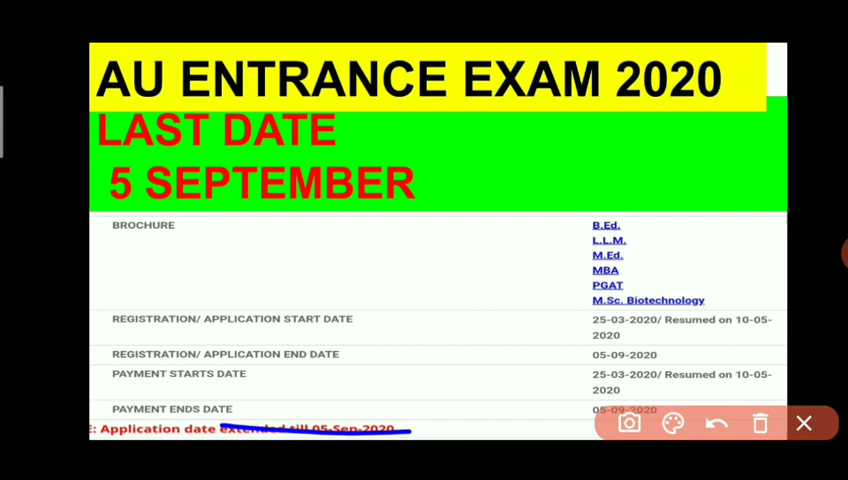 AU ENTRANCE EXAM 2020
LAST DATE
5 SEPTEMBER
BROCHURE
B.Ed.
L.L.M.
M.Ed.
MBA
PGAT
M.Sc. Biotechnology
REGISTRATION/ APPLICATION START DATE
25-03-2020/ Resumed on 10-05-
2020
REGISTRATION/ APPLICATION END DATE
05-09-2020
PAYMENT STARTS DATE
25-03-2020/ Resumed on 10-05-
2020
PAYMENT ENDS DATE
05-09-2020
E: Application date extended till 05-Sep-2020